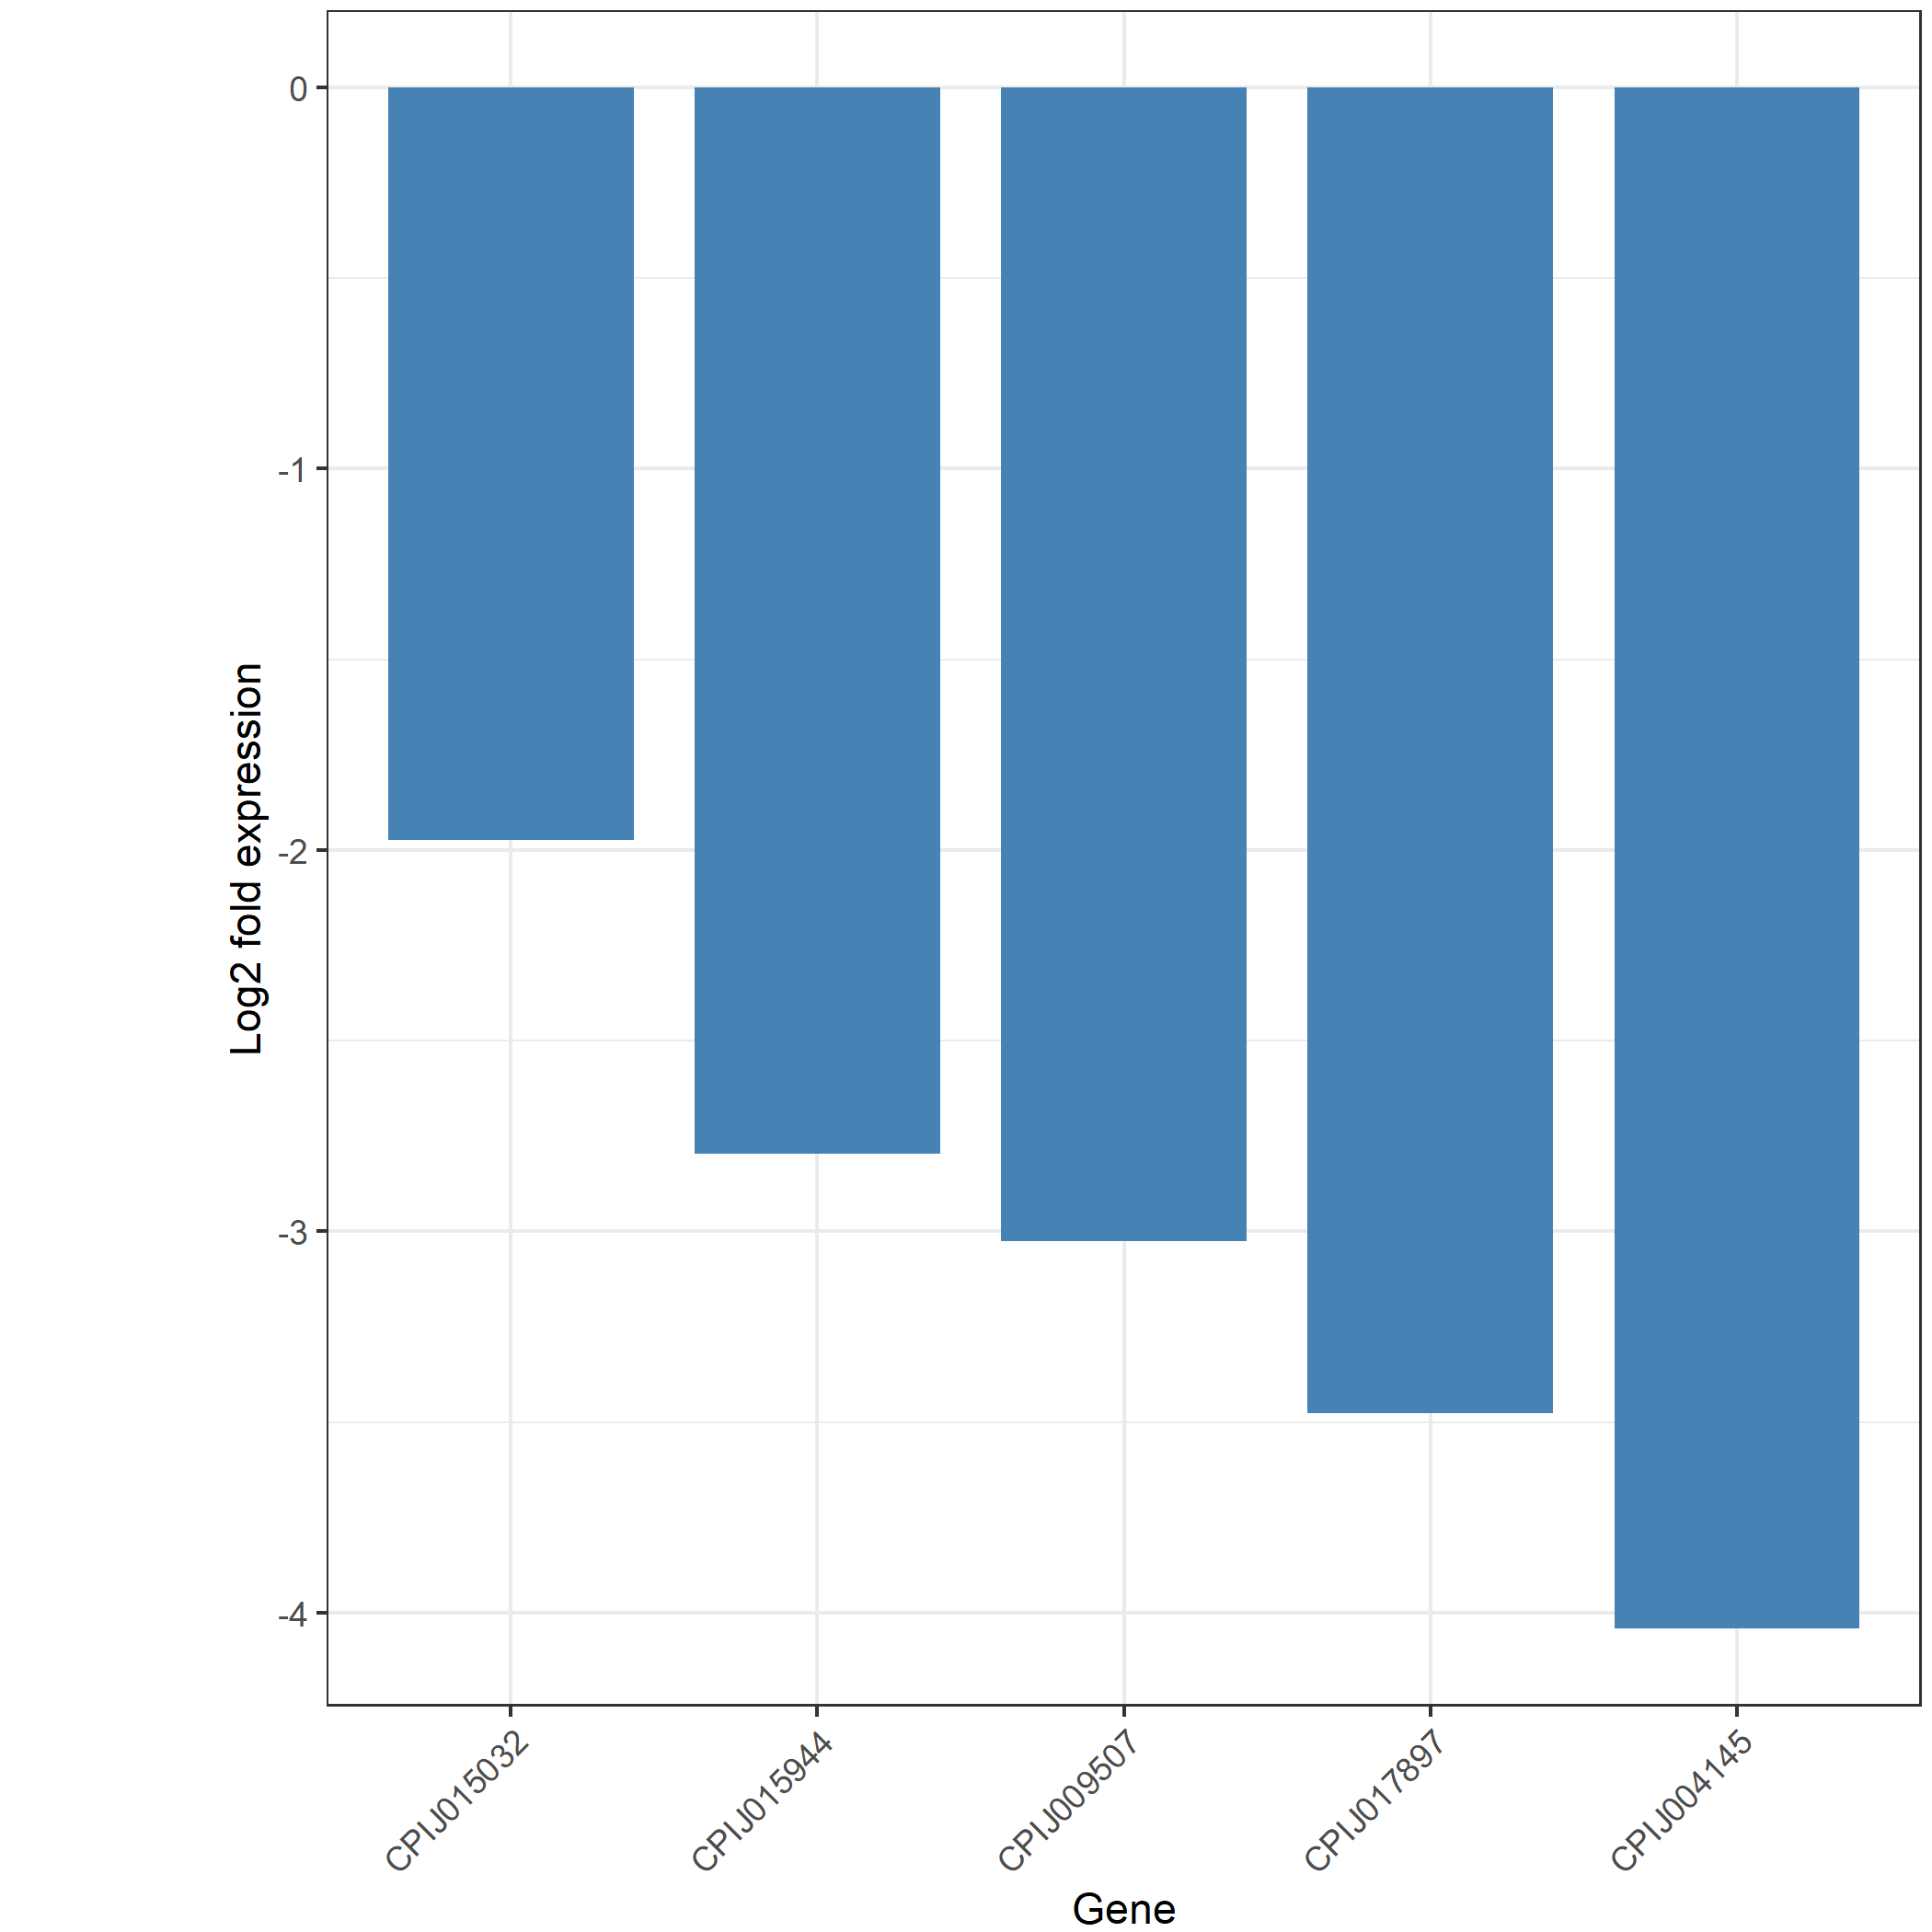 Log2 fold expression
0
-1
-2
-3
-4
CPIJ015032
CPIJ015944
CPIJ009507
CPIJ017897
CPIJ004145
Gene